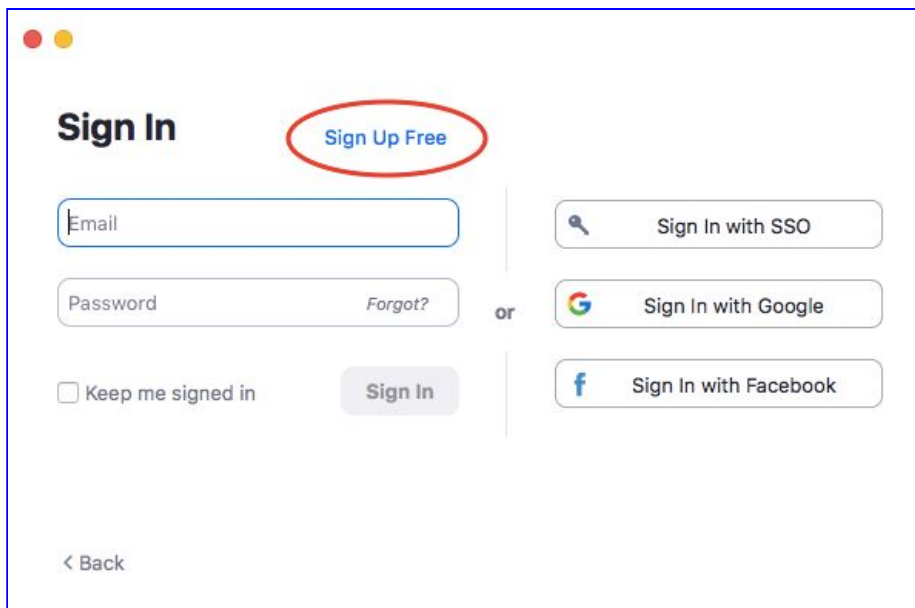 Sign In
Sign Up Free
Email
Password
Forgot?
Keep me signed in
Sign In
or
Sign In with SSO
Sign In with Google
Sign In with Facebook
< Back